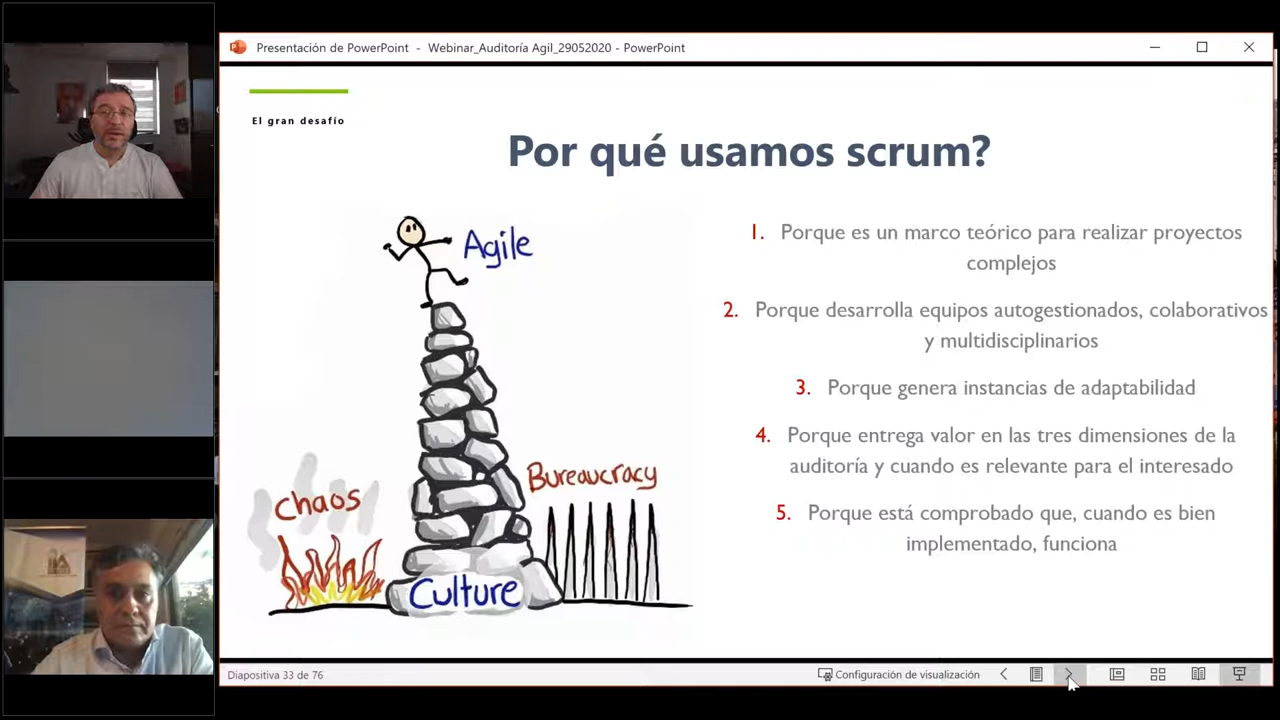 Presentación de PowerPoint - Webinar_Auditoría Agil_29052020 - PowerPoint
El gran desafío
Por qué usamos scrum?
Agile
Chaos
Bureaucracy
Culture
1. Porque es un marco teórico para realizar proyectos
complejos
2. Porque desarrolla equipos autogestionados, colaborativos
y multidisciplinarios
3. Porque genera instancias de adaptabilidad
4. Porque entrega valor en las tres dimensiones de la
auditoría y cuando es relevante para el interesado
5. Porque está comprobado que, cuando es bien
implementado, funciona
Diapositiva 33 de 76
Configuración de visualización